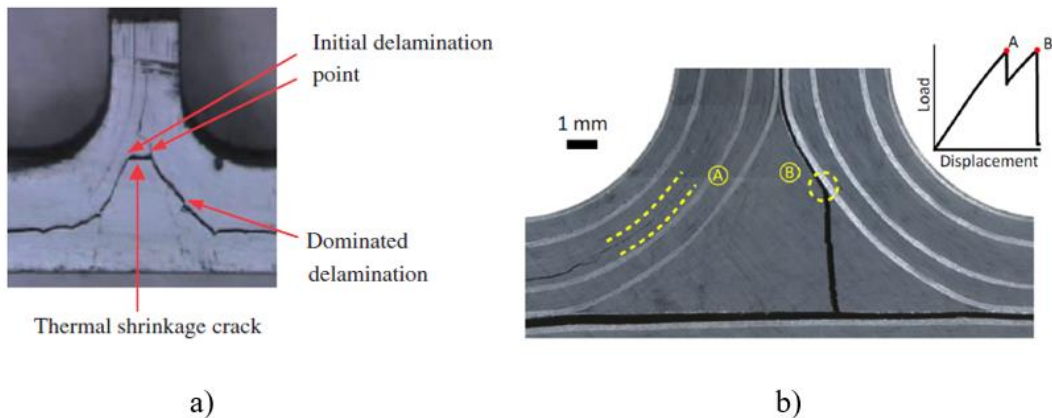 Initial delamination
point
Dominated
delamination
Thermal shrinkage crack
a)
1 mm
A
B
A B
Load
Displacement
b)